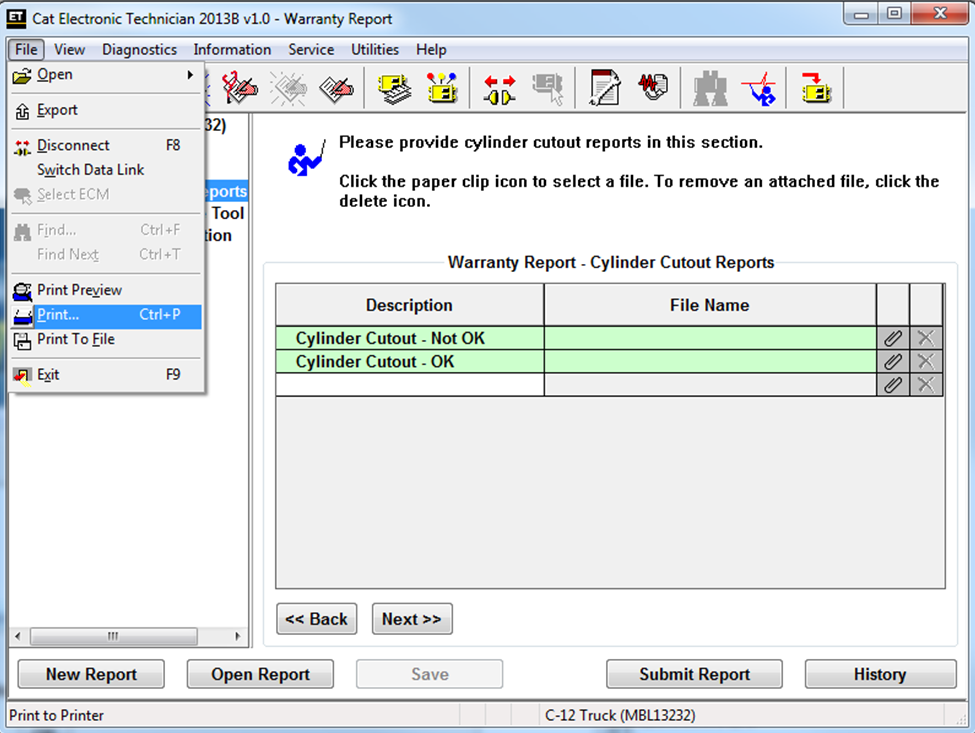 ET Cat Electronic Technician 2013B v1.0 - Warranty Report
File View Diagnostics Information Service Utilities Help
Open
Export
Disconnect F8
Switch Data Link
Select ECM
Find... Ctrl+F
Find Next Ctrl+T
Print Preview
Print... Ctrl+P
Print To File
Exit F9
32)
ports
Tool
tion
Please provide cylinder cutout reports in this section.
Click the paper clip icon to select a file. To remove an attached file, click the
delete icon.
Warranty Report - Cylinder Cutout Reports
Description File Name
Cylinder Cutout - Not OK
Cylinder Cutout - OK
<< Back Next >>
New Report Open Report Save Submit Report History
Print to Printer C-12 Truck (MBL13232)